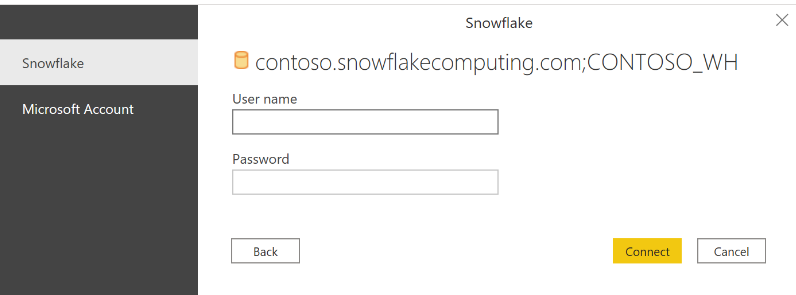 Snowflake
Snowflake
Microsoft Account
contoso.snowflakecomputing.com;CONTOSO_WH
User name
Password
Back
Connect
Cancel